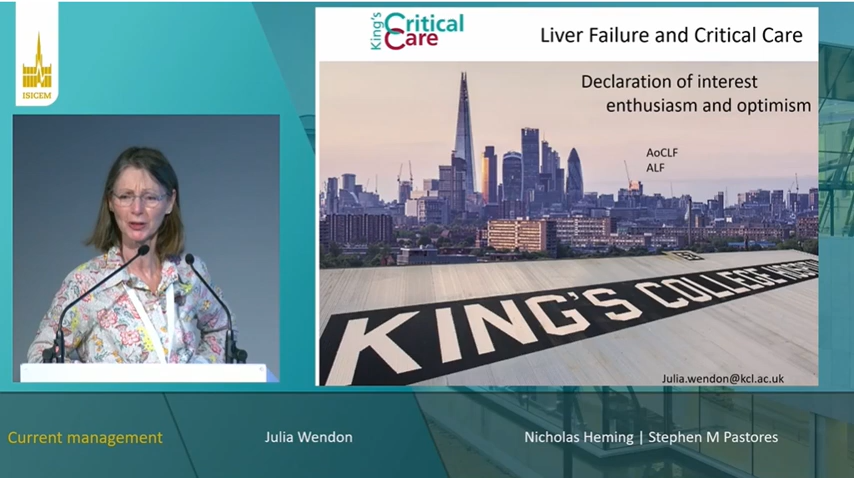 ISICEM
King's
Critical
Care
Liver Failure and Critical Care
Declaration of interest
enthusiasm and optimism
AoCLF
ALF
KING'S COLLEGE
Julia.wendon@kcl.ac.uk
Current management
Julia Wendon
Nicholas Heming | Stephen M Pastores